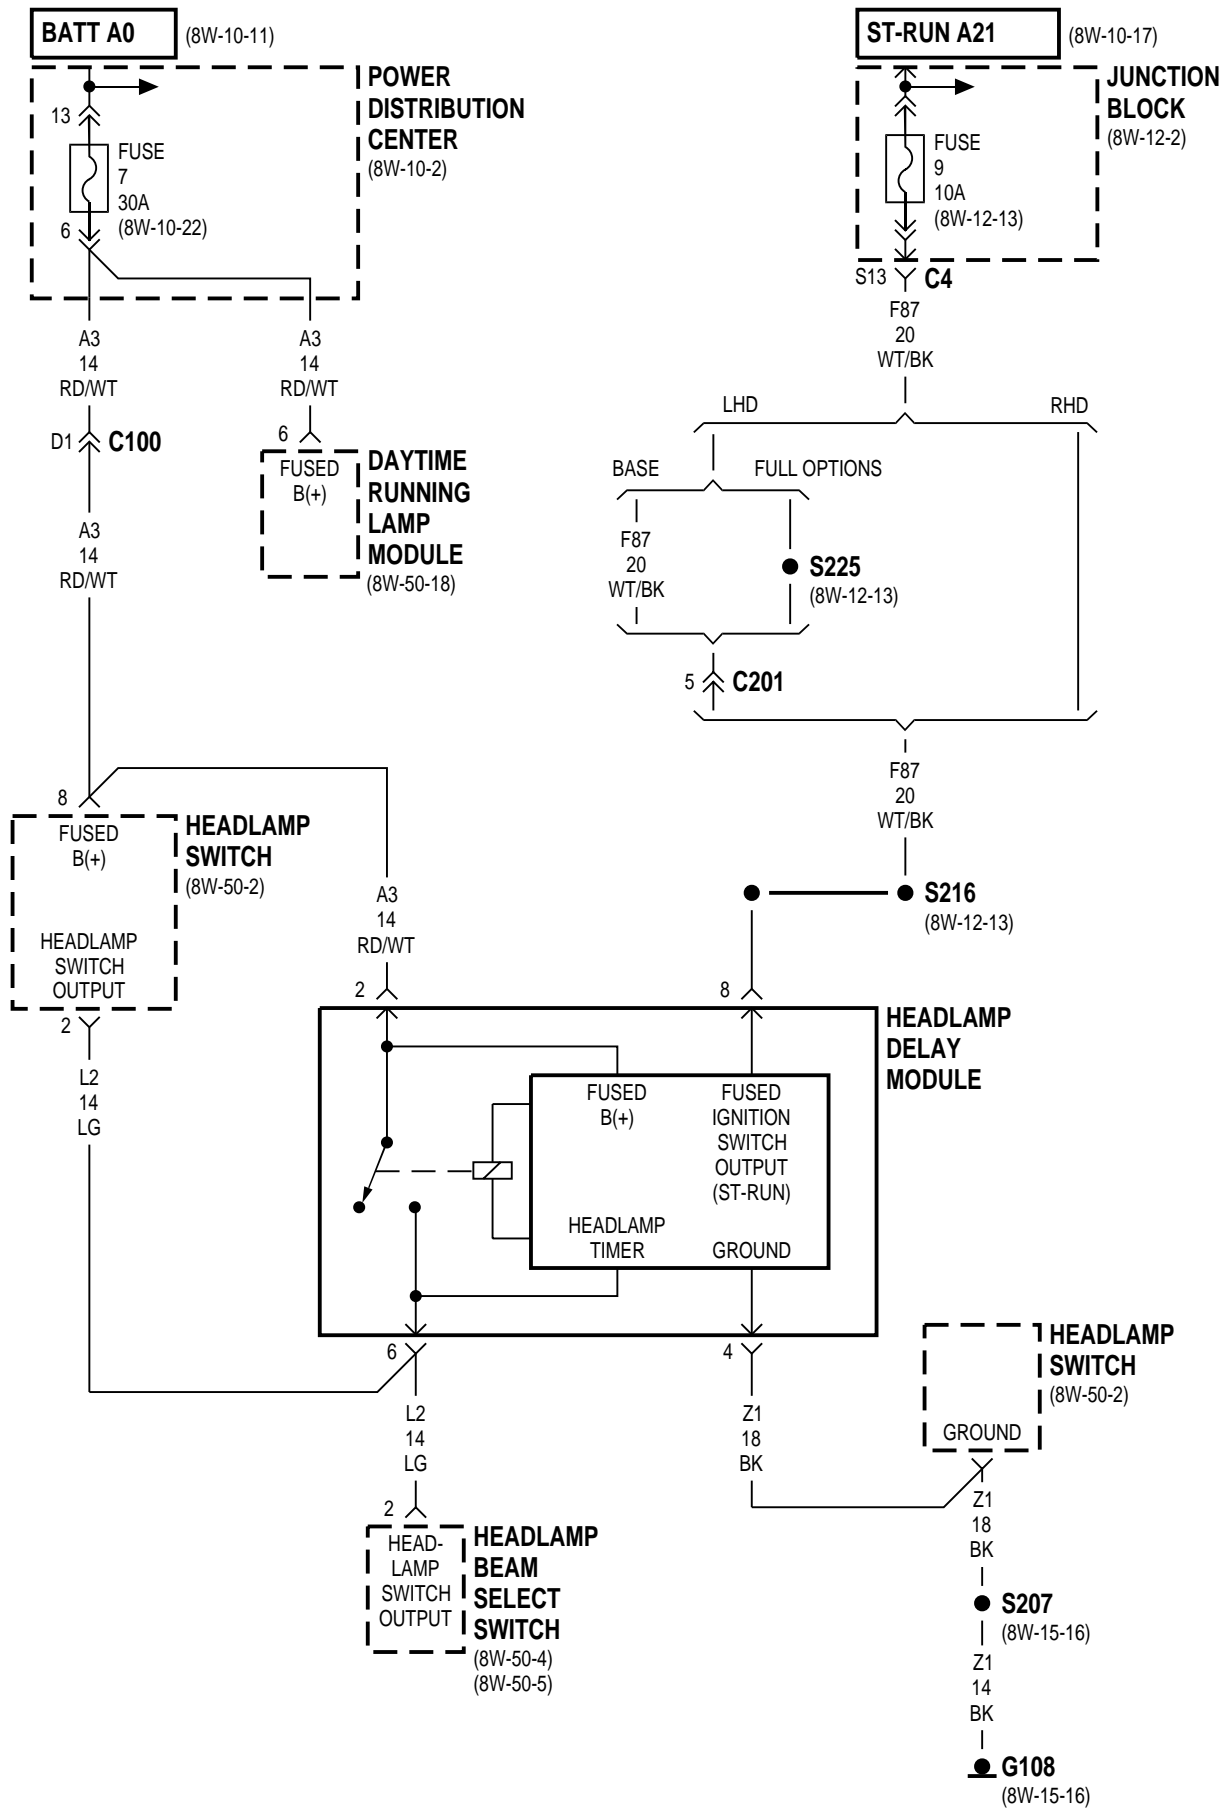 BATT A0
(8W-10-11)
ST-RUN A21
(8W-10-17)
POWER
DISTRIBUTION
CENTER
(8W-10-2)
13
FUSE
7
30A
(8W-10-22)
6
JUNCTION
BLOCK
(8W-12-2)
FUSE
9
10A
(8W-12-13)
S13
C4
F87
20
WT/BK
A3
14
RD/WT
A3
14
RD/WT
D1
C100
6
FUSED
B(+)
DAYTIME
RUNNING
LAMP
MODULE
(8W-50-18)
A3
14
RD/WT
LHD
RHD
BASE
FULL OPTIONS
F87
20
WT/BK
S225
(8W-12-13)
5
C201
F87
20
WT/BK
S216
(8W-12-13)
8
FUSED
B(+)
HEADLAMP
SWITCH
OUTPUT
HEADLAMP
SWITCH
(8W-50-2)
2
L2
14
LG
A3
14
RD/WT
2
8
HEADLAMP
DELAY
MODULE
FUSED
B(+)
FUSED
IGNITION
SWITCH
OUTPUT
(ST-RUN)
HEADLAMP
TIMER
GROUND
6
4
L2
14
LG
Z1
18
BK
HEADLAMP
SWITCH
(8W-50-2)
GROUND
Z1
18
BK
2
HEAD-
LAMP
SWITCH
OUTPUT
HEADLAMP
BEAM
SELECT
SWITCH
(8W-50-4)
(8W-50-5)
S207
(8W-15-16)
Z1
14
BK
G108
(8W-15-16)